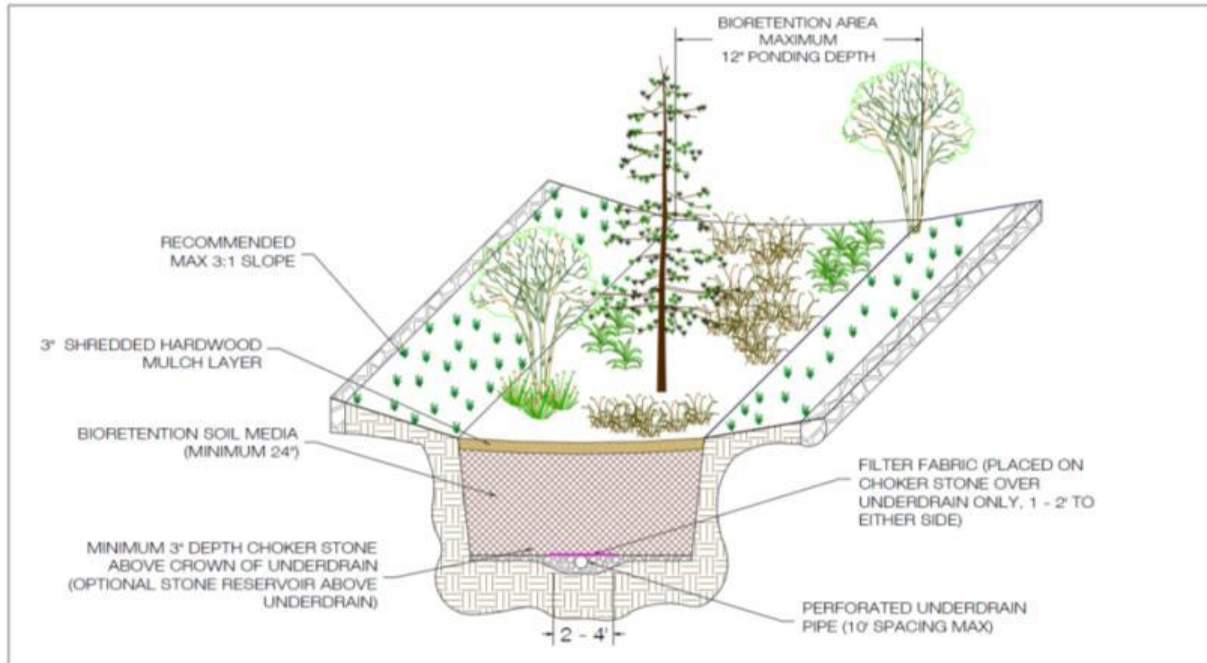 BIORETENTION AREA
MAXIMUM
12" PONDING DEPTH
RECOMMENDED
MAX 3:1 SLOPE
3" SHREDDED HARDWOOD
MULCH LAYER
BIORETENTION SOIL MEDIA
(MINIMUM 24")
MINIMUM 3" DEPTH CHOKER STONE
ABOVE CROWN OF UNDERDRAIN
(OPTIONAL STONE RESERVOIR ABOVE
UNDERDRAIN)
FILTER FABRIC (PLACED ON
CHOKER STONE OVER
UNDERDRAIN ONLY, 1 - 2' TO
EITHER SIDE)
PERFORATED UNDERDRAIN
PIPE (10' SPACING MAX)
2 - 4'